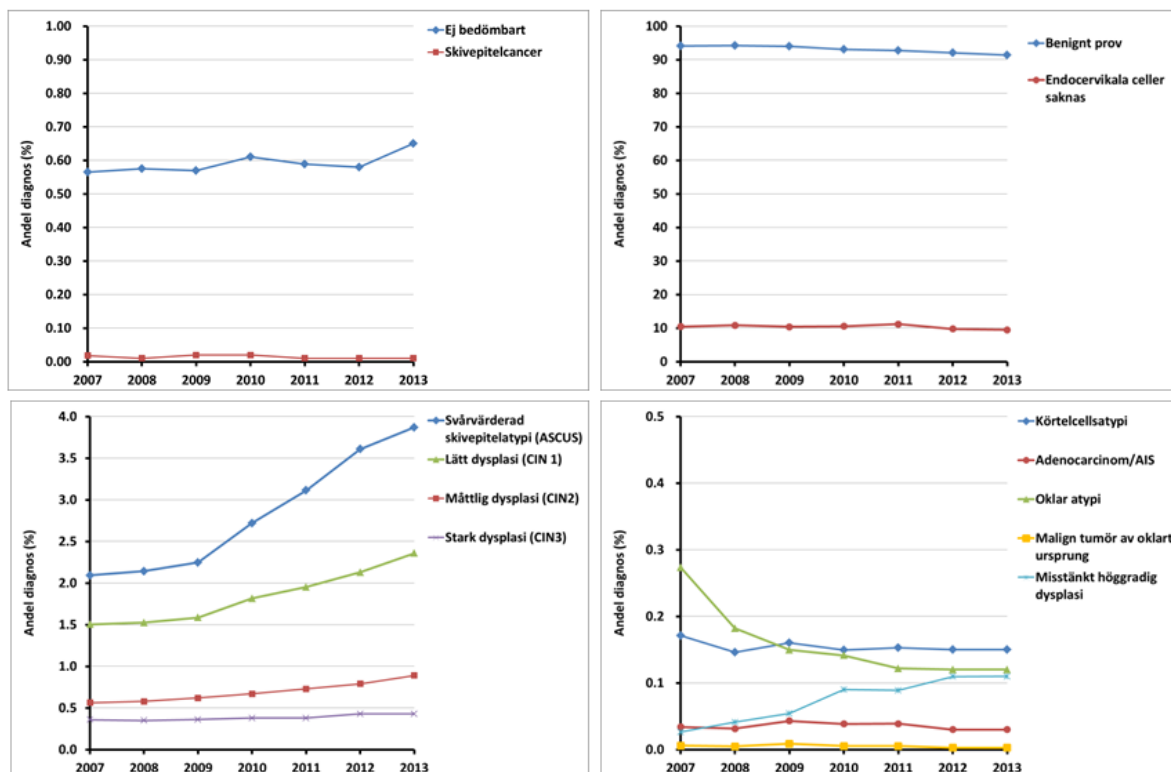 1.00
0.90
0.80
0.70
0.60
0.50
0.40
0.30
0.20
0.10
0.00
Andel diagnos (%)
2007 2008 2009 2010 2011 2012 2013
Ej bedömbart
Skivepitelcancer
100
90
80
70
60
50
40
30
20
10
0
Andel diagnos (%)
2007 2008 2009 2010 2011 2012 2013
Benignt prov
Endocervikala celler
saknas
4.0
3.5
3.0
2.5
2.0
1.5
1.0
0.5
0.0
Andel diagnos (%)
2007 2008 2009 2010 2011 2012 2013
Svårvärderad
skivepitelatypi (ASCUS)
Lätt dysplasi (CIN 1)
Måttlig dysplasi (CIN2)
Stark dysplasi (CIN3)
0.5
0.4
0.3
0.2
0.1
0.0
Andel diagnos (%)
2007 2008 2009 2010 2011 2012 2013
Körtelcellsatypi
Adenocarcinom/AIS
Oklar atypi
Malign tumör av oklart
ursprung
Misstänkt höggradig
dysplasi